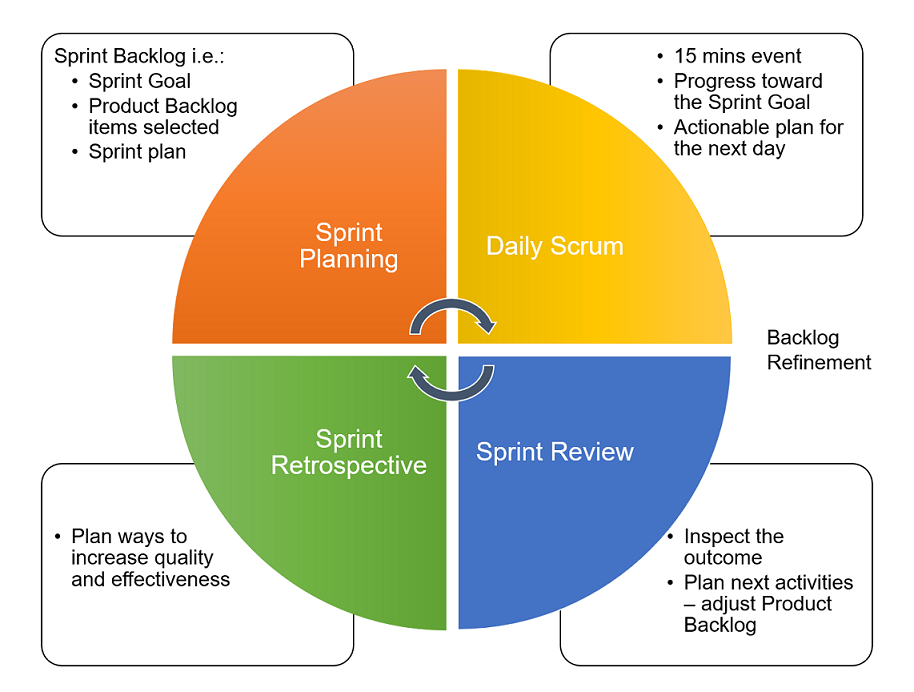 Sprint Backlog i.e.:
• Sprint Goal
• Product Backlog
items selected
• Sprint plan
• 15 mins event
• Progress toward
the Sprint Goal
• Actionable plan for
the next day
Sprint
Planning
Daily Scrum
Backlog
Refinement
Sprint
Retrospective
Sprint Review
• Plan ways to
increase quality
and effectiveness
• Inspect the
outcome
• Plan next activities
– adjust Product
Backlog